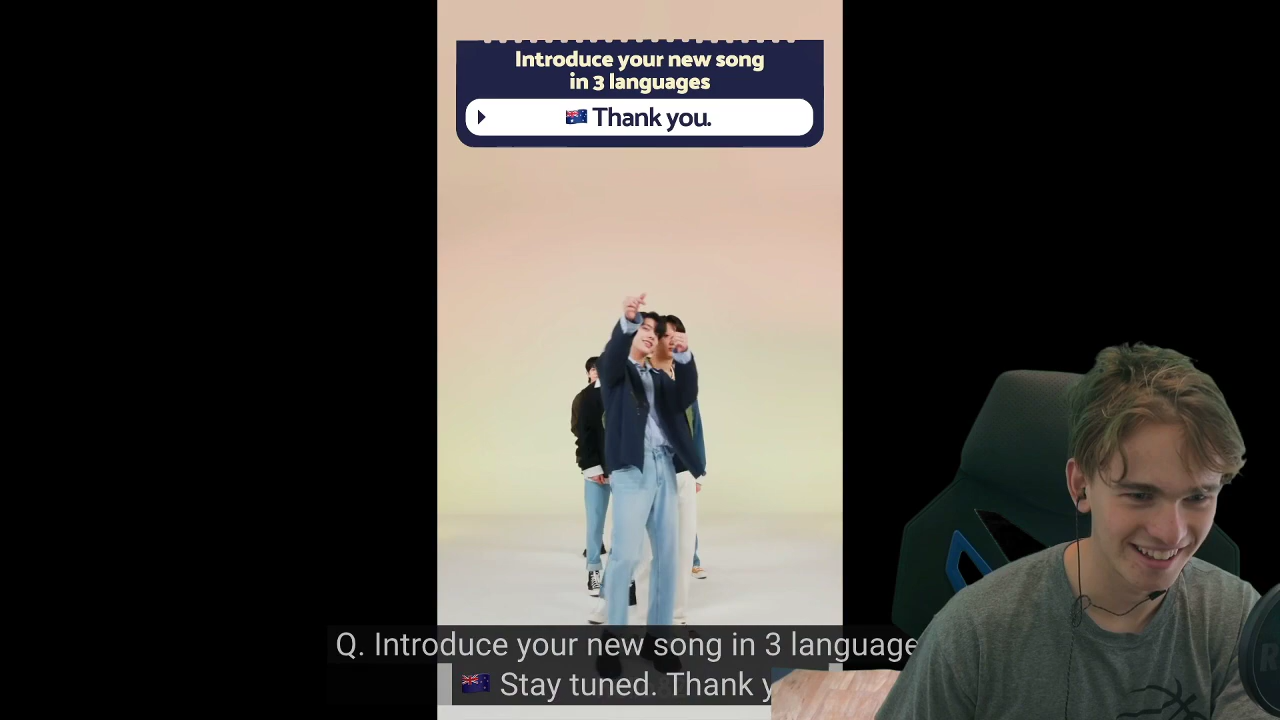 Introduce your new song
in 3 languages
🇦🇺 Thank you.
Q. Introduce your new song in 3 language
🇦🇺 Stay tuned. Thank y